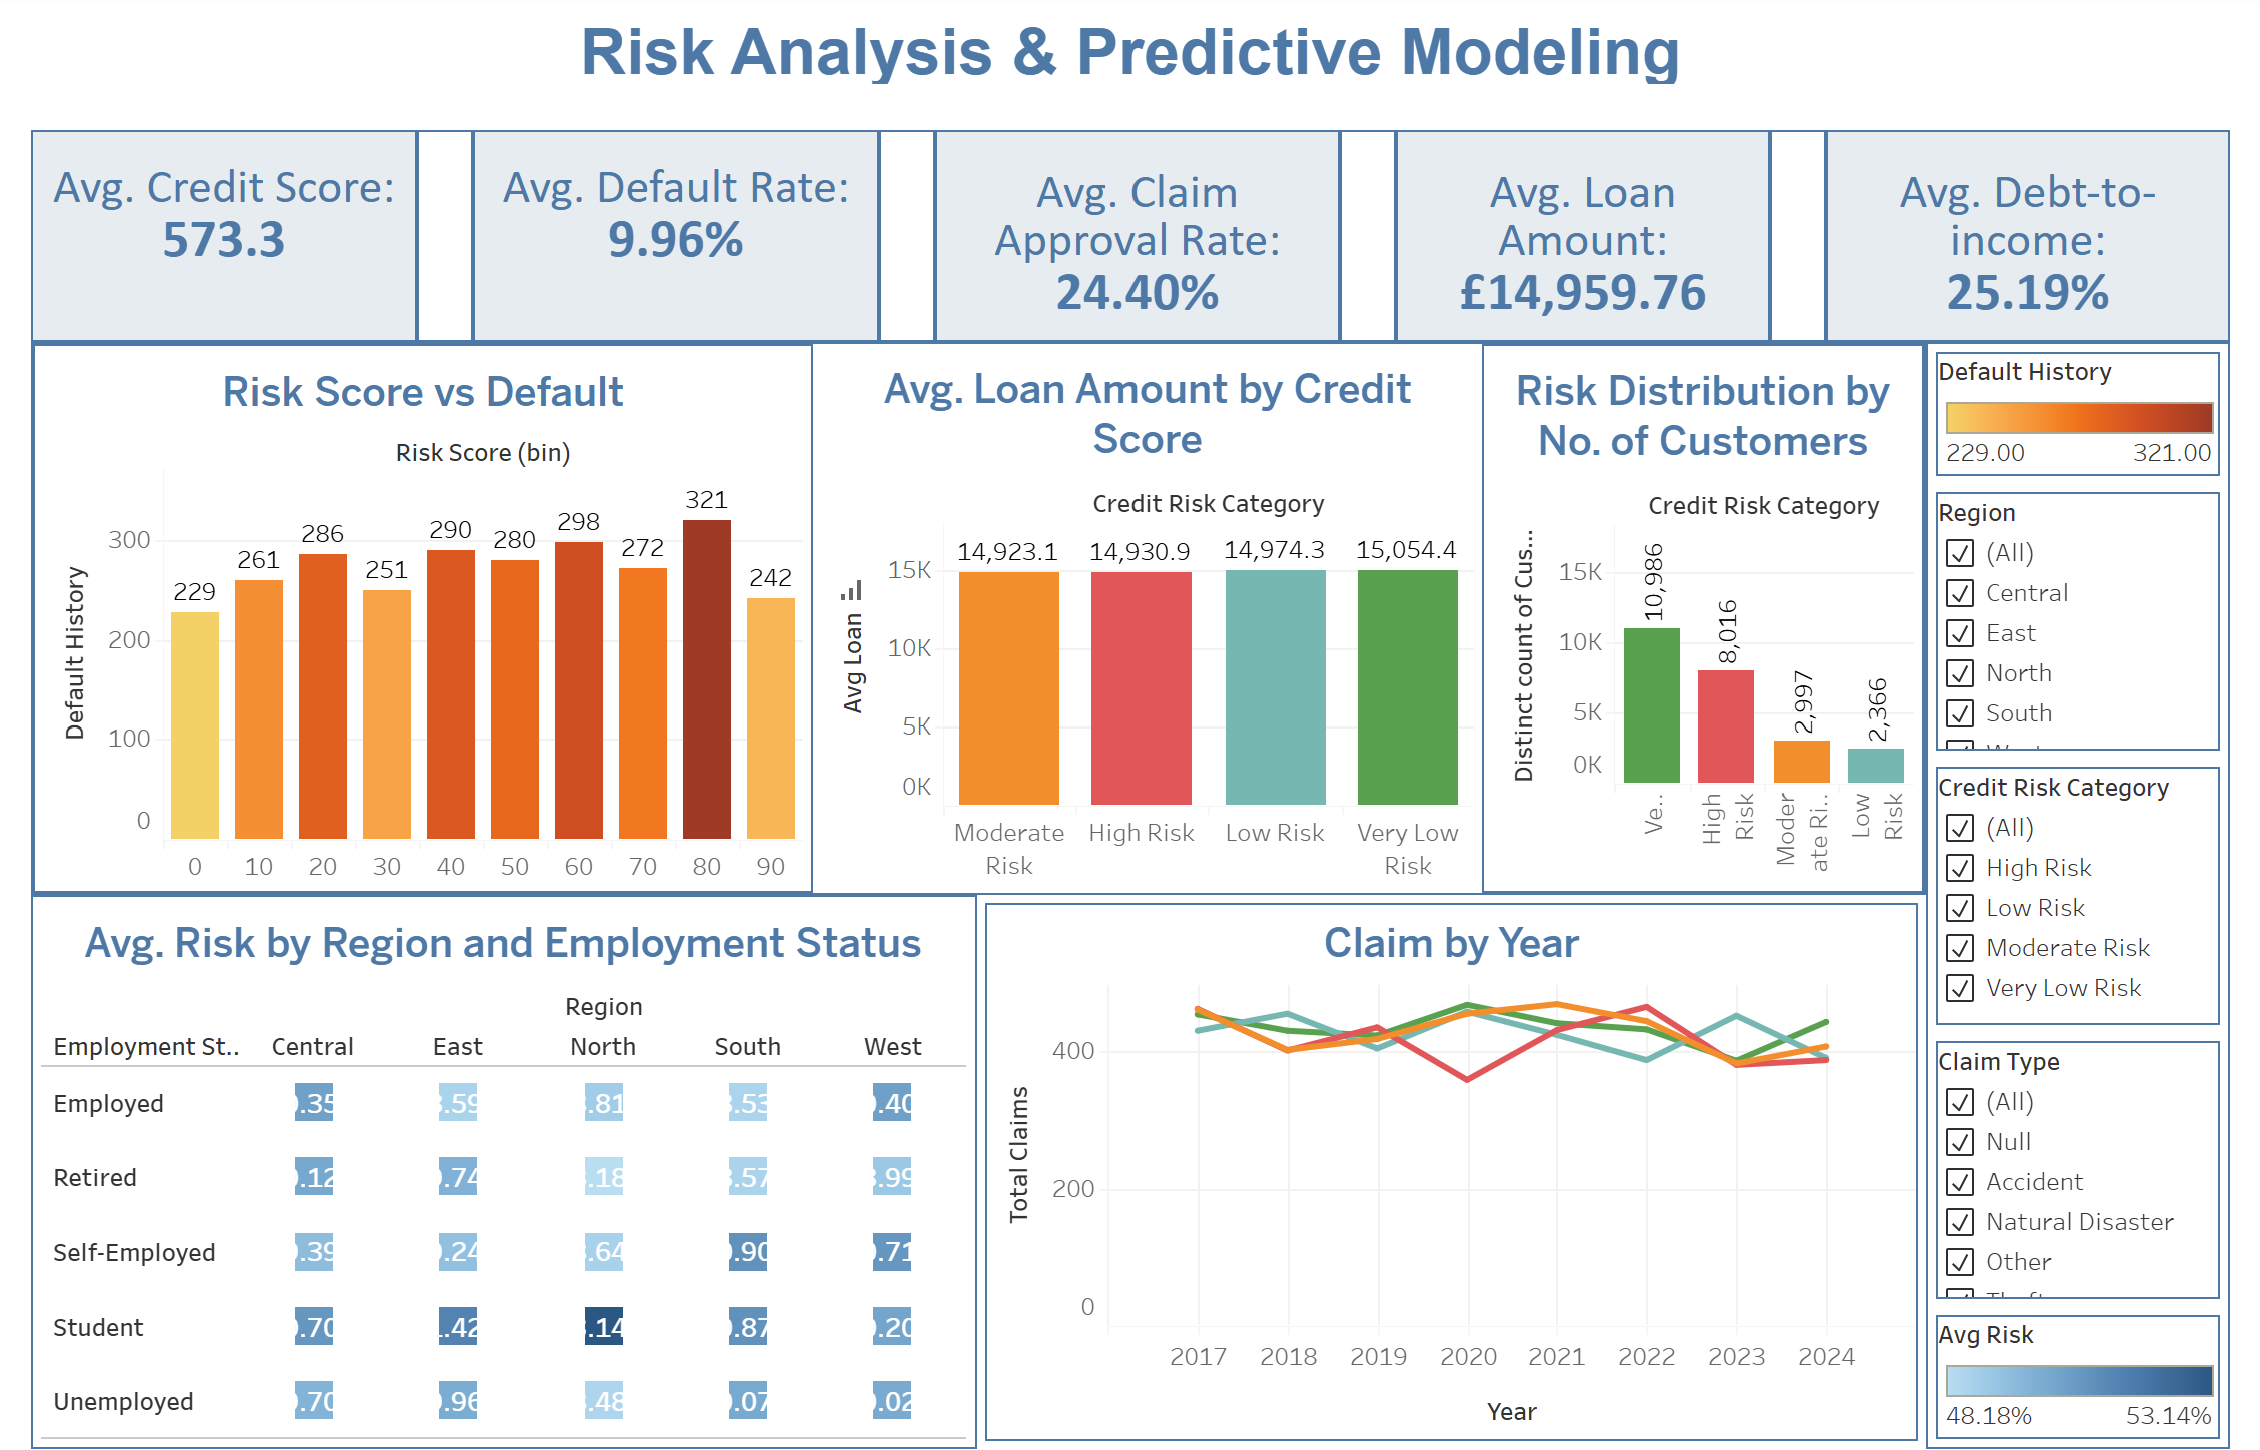 Risk Analysis & Predictive Modeling
Avg. Credit Score:
573.3
Avg. Default Rate:
9.96%
Avg. Claim
Approval Rate:
24.40%
Avg. Loan
Amount:
£14,959.76
Avg. Debt-to-
income:
25.19%
Risk Score vs Default
Risk Score (bin)
Default History
300
200
100
0
229
261
286
251
290
280
298
272
321
242
0
10
20
30
40
50
60
70
80
90
Avg. Loan Amount by Credit
Score
Credit Risk Category
Avg Loan
15K
10K
5K
0K
14,923.1
14,930.9
14,974.3
15,054.4
Moderate
Risk
High Risk
Low Risk
Very Low
Risk
Risk Distribution by
No. of Customers
Credit Risk Category
Distinct count of Cus...
15K
10K
5K
0K
10,986
8,016
2,997
2,366
Ve..
High
Risk
Moder
ate Ri..
Low
Risk
Default History
229.00 321.00
Region
(All)
Central
East
North
South
Credit Risk Category
(All)
High Risk
Low Risk
Moderate Risk
Very Low Risk
Claim Type
(All)
Null
Accident
Natural Disaster
Other
Avg Risk
48.18% 53.14%
Avg. Risk by Region and Employment Status
Region
Employment St.. Central East North South West
Employed .35 .59 .81 .53 .40
Retired .12 .74 .18 .57 .99
Self-Employed .39 .24 .64 .90 .71
Student .70 .42 .14 .87 .20
Unemployed .70 .96 .48 .07 .02
Claim by Year
Total Claims
400
200
0
2017 2018 2019 2020 2021 2022 2023 2024
Year